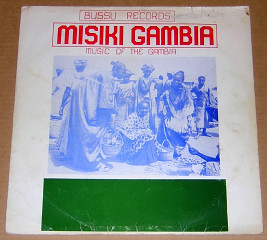 BUSSU RECORDS
MISIKI GAMBIA
MUSIC OF THE GAMBIA